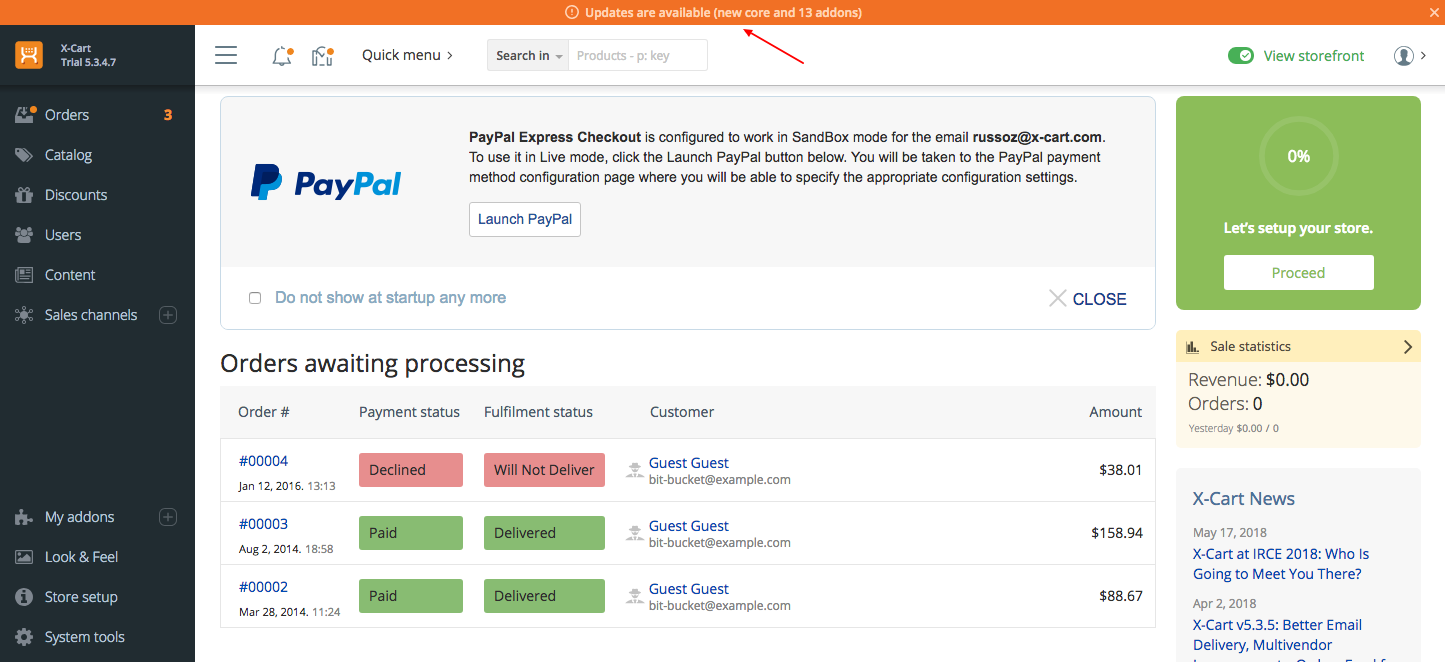 Updates are available (new core and 13 addons)
X-Cart
Trial 5.3.4.7
Quick menu
Search in
Products - p: key
View storefront
Orders 3
Catalog
Discounts
Users
Content
Sales channels
My addons
Look & Feel
Store setup
System tools
PayPal
PayPal Express Checkout is configured to work in SandBox mode for the email russoz@x-cart.com.
To use it in Live mode, click the Launch PayPal button below. You will be taken to the PayPal payment
method configuration page where you will be able to specify the appropriate configuration settings.
Launch PayPal
Do not show at startup any more
CLOSE
Orders awaiting processing
Order # Payment status Fulfilment status Customer Amount
#00004 Declined Will Not Deliver Guest Guest $38.01
Jan 12, 2016. 13:13 bit-bucket@example.com
#00003 Paid Delivered Guest Guest $158.94
Aug 2, 2014. 18:58 bit-bucket@example.com
#00002 Paid Delivered Guest Guest $88.67
Mar 28, 2014. 11:24 bit-bucket@example.com
0%
Let's setup your store.
Proceed
Sale statistics
Revenue: $0.00
Orders: 0
Yesterday $0.00 / 0
X-Cart News
May 17, 2018
X-Cart at IRCE 2018: Who Is
Going to Meet You There?
Apr 2, 2018
X-Cart v5.3.5: Better Email
Delivery, Multivendor